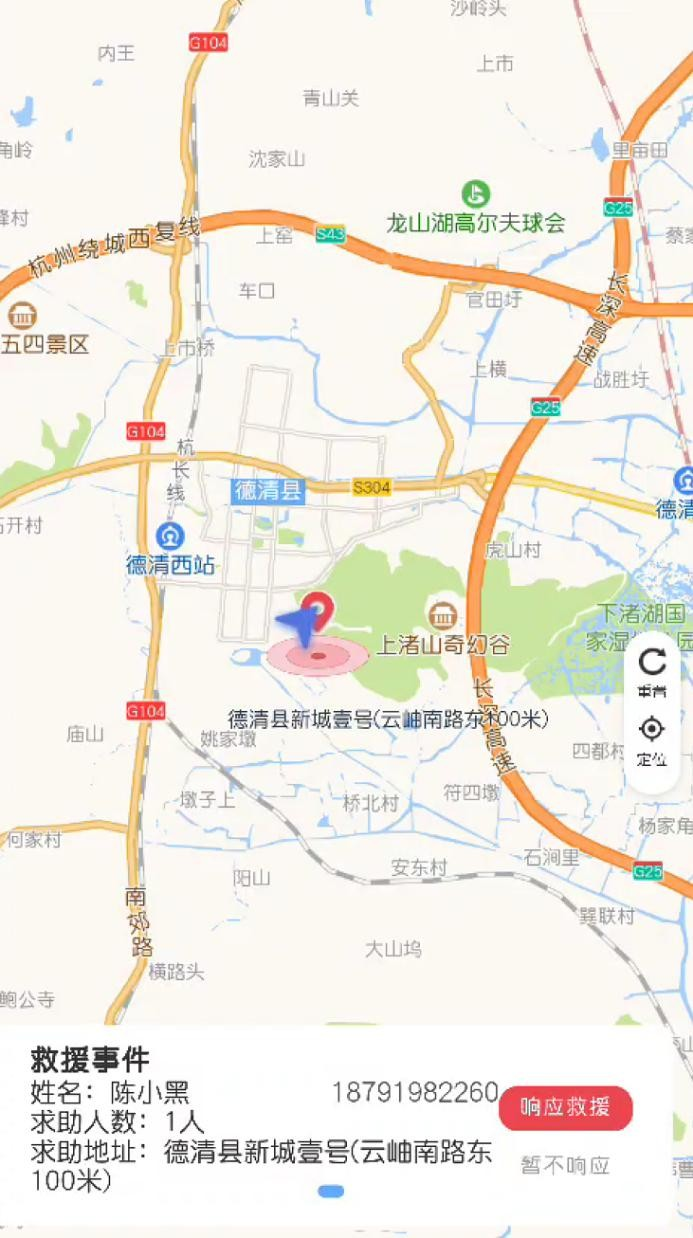 沙岭头
G104
内王
上市
青山关
角岭
里亩田
沈家山
龙山湖高尔夫球会
G25
峰村
杭州绕城西复线
上窑
S43
蔡家
车口
官田圩
长深高速
五四景区
上市桥
上横
战胜圩
G25
G104
杭长线
德清县
S304
德清
石开村
虎山村
德清西站
下渚湖国
家湿地公园
上渚山奇幻谷
重置
长深高速
G104
德清县新城壹号(云岫南路东100米)
庙山
姚家墩
四都村
定位
墩子上
桥北村
符四墩
杨家角
何家村
安东村
石涧里
阳山
G25
南郊路
巽联村
大山坞
横路头
鲍公寺
救援事件
姓名：陈小黑
18791982260
响应救援
求助人数：1人
求助地址：德清县新城壹号(云岫南路东
100米)
暂不响应